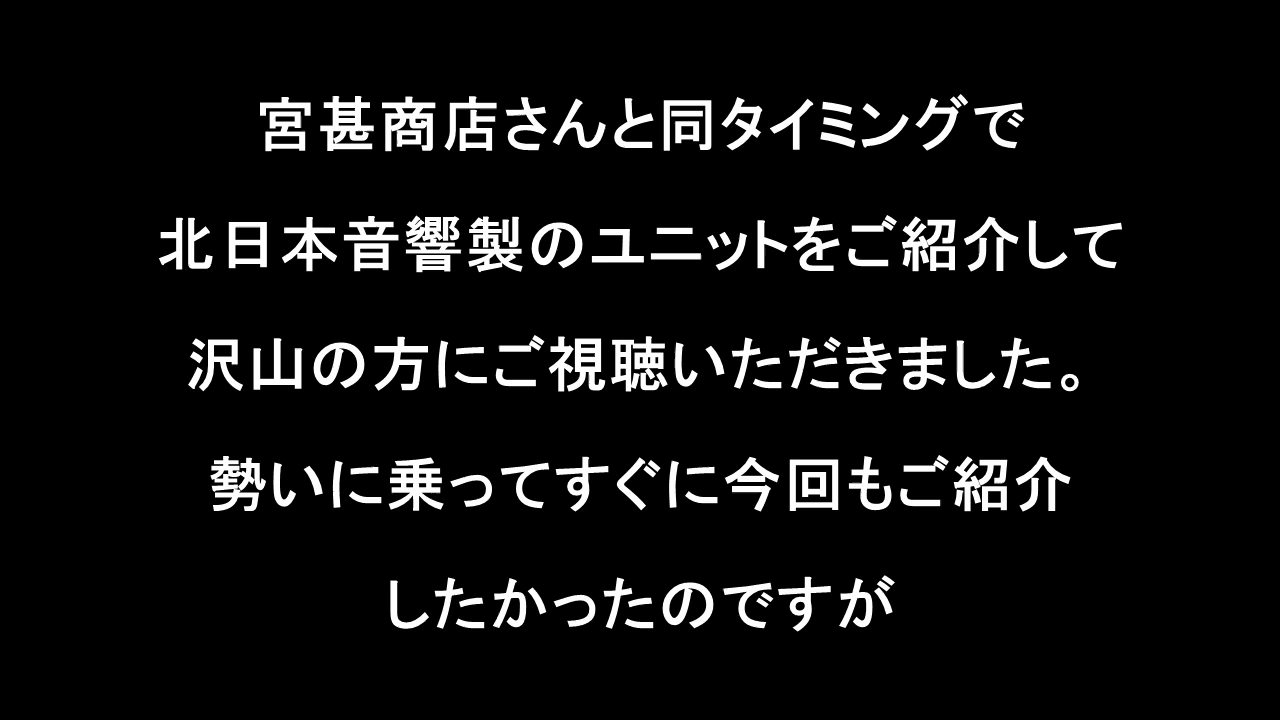 宮甚商店さんと同タイミングで
北日本音響製のユニットをご紹介して
沢山の方にご視聴いただきました。
勢いに乗ってすぐに今回もご紹介
したかったのですが